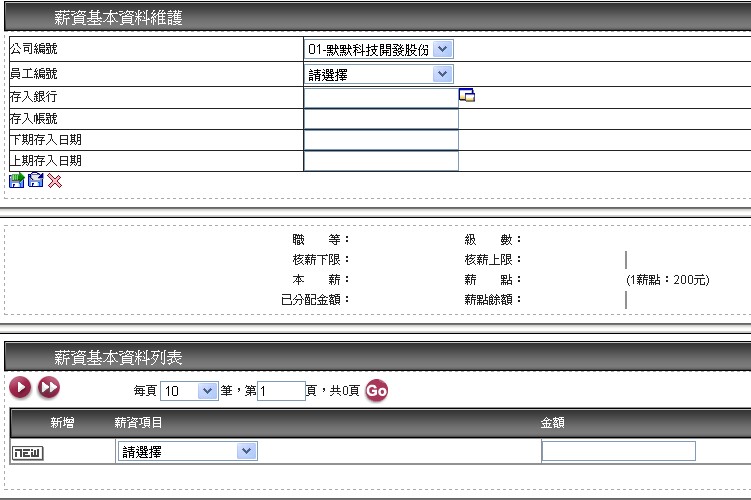 薪資基本資料維護
公司編號 01-默默科技開發股份
員工編號 請選擇
存入銀行
存入帳號
下期存入日期
上期存入日期
職 等： 級 數：
核薪下限： 核薪上限：
本 薪： 薪 點： (1薪點：200元)
已分配金額： 薪點餘額：
薪資基本資料列表
每頁 10 筆，第 1 頁，共0頁 Go
新增 薪資項目 金額
new 請選擇